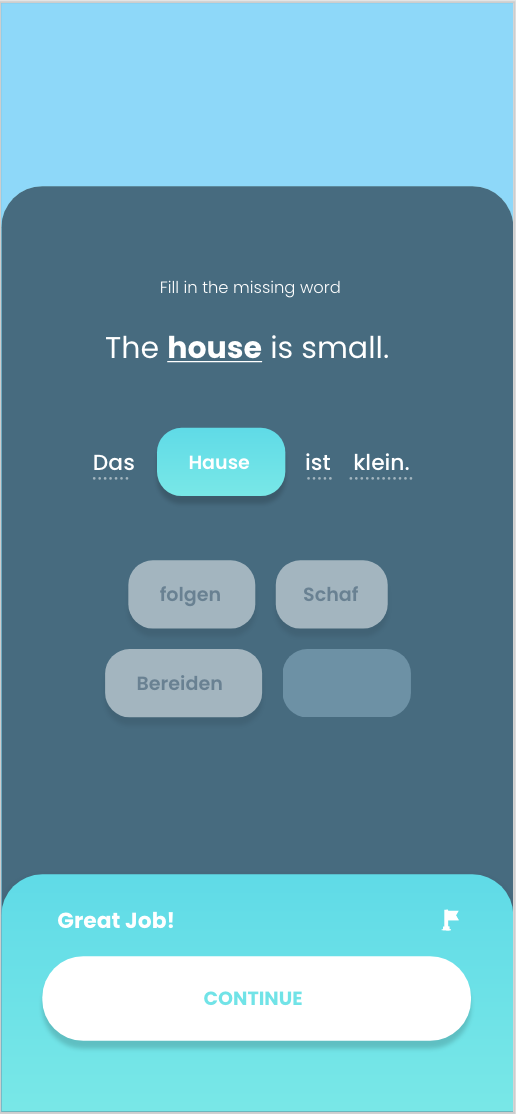 Fill in the missing word
The house is small.
Das Hause ist klein.
folgen Schaf
Bereiden
Great Job!
CONTINUE